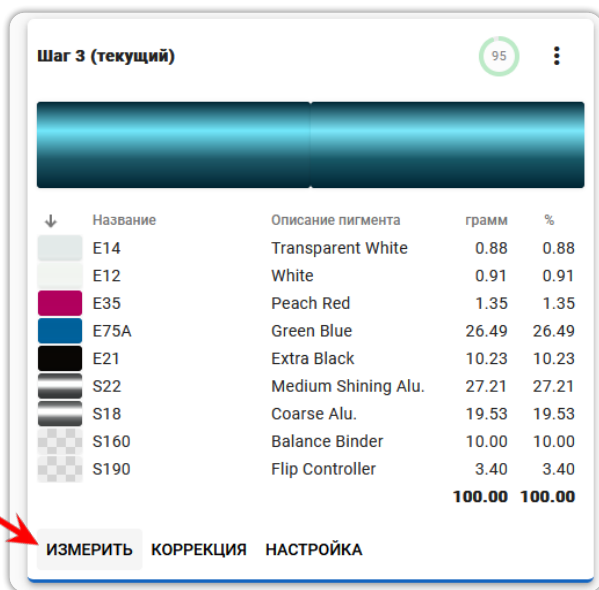 Шаг 3 (текущий) 95
Название Описание пигмента грамм %
E14 Transparent White 0.88 0.88
E12 White 0.91 0.91
E35 Peach Red 1.35 1.35
E75A Green Blue 26.49 26.49
E21 Extra Black 10.23 10.23
S22 Medium Shining Alu. 27.21 27.21
S18 Coarse Alu. 19.53 19.53
S160 Balance Binder 10.00 10.00
S190 Flip Controller 3.40 3.40
100.00 100.00
ИЗМЕРИТЬ КОРРЕКЦИЯ НАСТРОЙКА